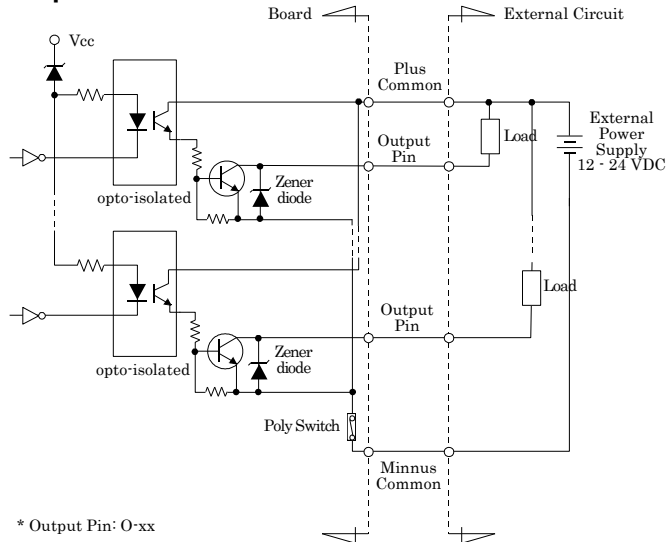 Board
External Circuit
Vcc
Plus
Common
Output
Pin
Load
External
Power
Supply
12 - 24 VDC
opto-isolated
Zener
diode
Load
Output
Pin
opto-isolated
Zener
diode
Poly Switch
Minnus
Common
* Output Pin: O-xx